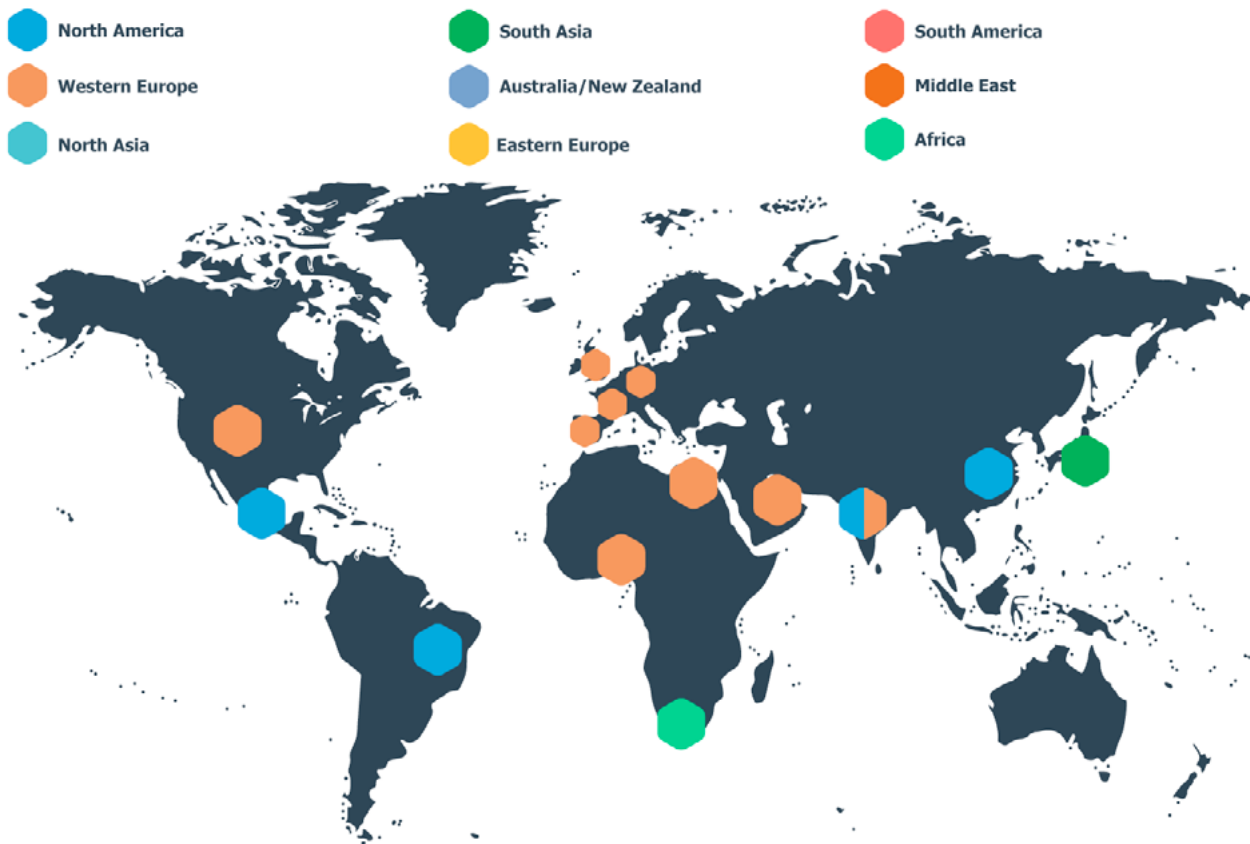 North America
South Asia
South America
Western Europe
Australia/New Zealand
Middle East
North Asia
Eastern Europe
Africa